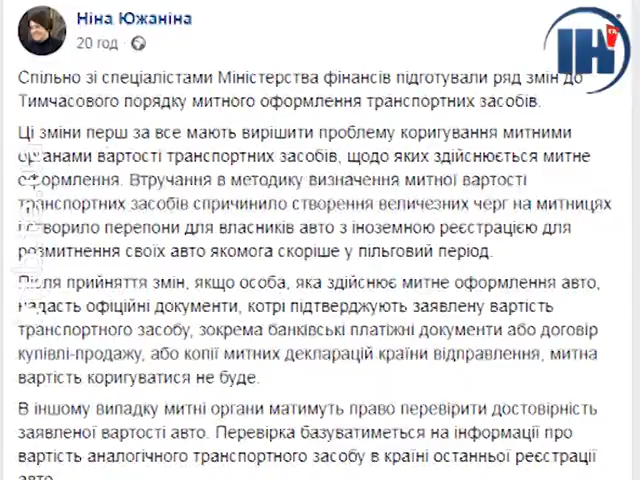 Ніна Южаніна
20 год
ІН
Спільно зі спеціалістами Міністерства фінансів підготували ряд змін до
Тимчасового порядку митного оформлення транспортних засобів.
Ці зміни перш за все мають вирішити проблему коригування митними
органами вартості транспортних засобів, щодо яких здійснюється митне
оформлення. Втручання в методику визначення митної вартості
транспортних засобів спричинило створення величезних черг на митницях
і створило перепони для власників авто з іноземною реєстрацією для
розмитнення своїх авто якомога скоріше у пільговий період.
Після прийняття змін, якщо особа, яка здійснює митне оформлення авто,
надасть офіційні документи, котрі підтверджують заявлену вартість
транспортного засобу, зокрема банківські платіжні документи або договір
купівлі-продажу, або копії митних декларацій країни відправлення, митна
вартість коригуватися не буде.
В іншому випадку митні органи матимуть право перевірити достовірність
заявленої вартості авто. Перевірка базуватиметься на інформації про
вартість аналогічного транспортного засобу в країні останньої реєстрації
авто.